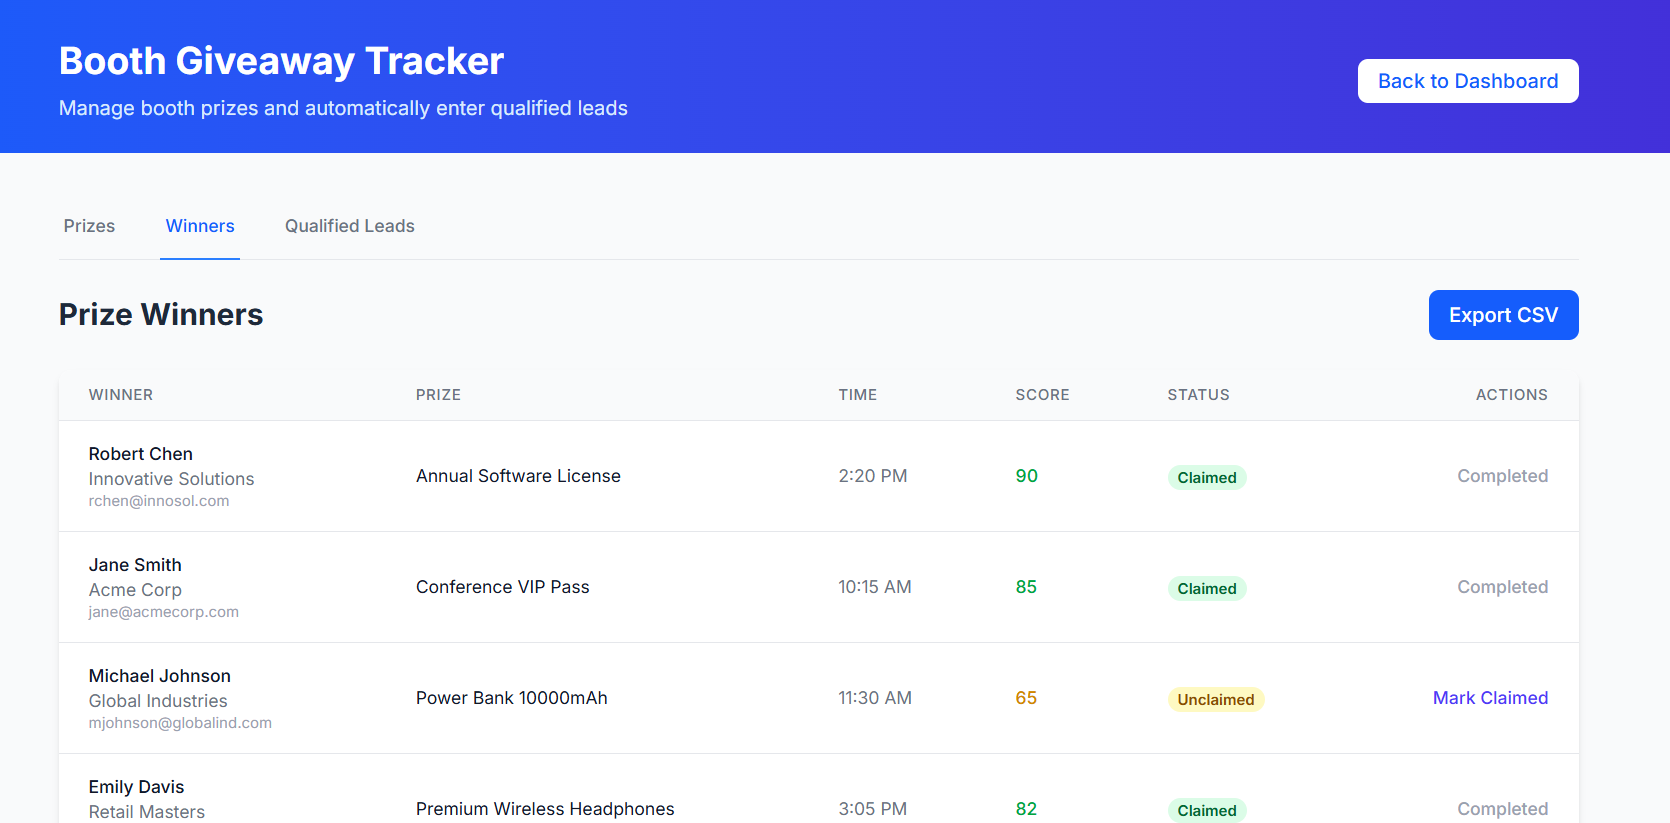 Booth Giveaway Tracker
Manage booth prizes and automatically enter qualified leads
Back to Dashboard
Prizes Winners Qualified Leads
Prize Winners
Export CSV
WINNER PRIZE TIME SCORE STATUS ACTIONS
Robert Chen
Innovative Solutions
rchen@innosol.com
Annual Software License 2:20 PM 90 Claimed Completed
Jane Smith
Acme Corp
jane@acmecorp.com
Conference VIP Pass 10:15 AM 85 Claimed Completed
Michael Johnson
Global Industries
mjohnson@globalind.com
Power Bank 10000mAh 11:30 AM 65 Unclaimed Mark Claimed
Emily Davis
Retail Masters
Premium Wireless Headphones 3:05 PM 82 Claimed Completed